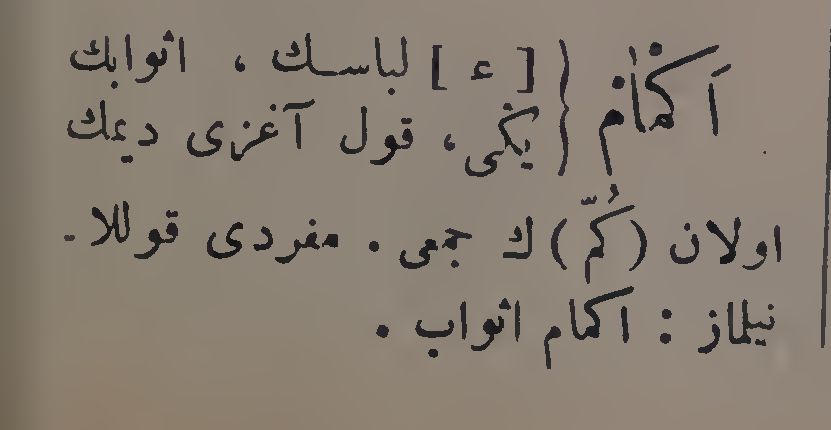 اَكْمَامْ { [ ع ] لباسك ، اثوابك
يكى، قول آغزى ديمك
اولان (كُمّ) ك جمعى . مفردى قوللا-
نيلماز : اكمام اثواب .